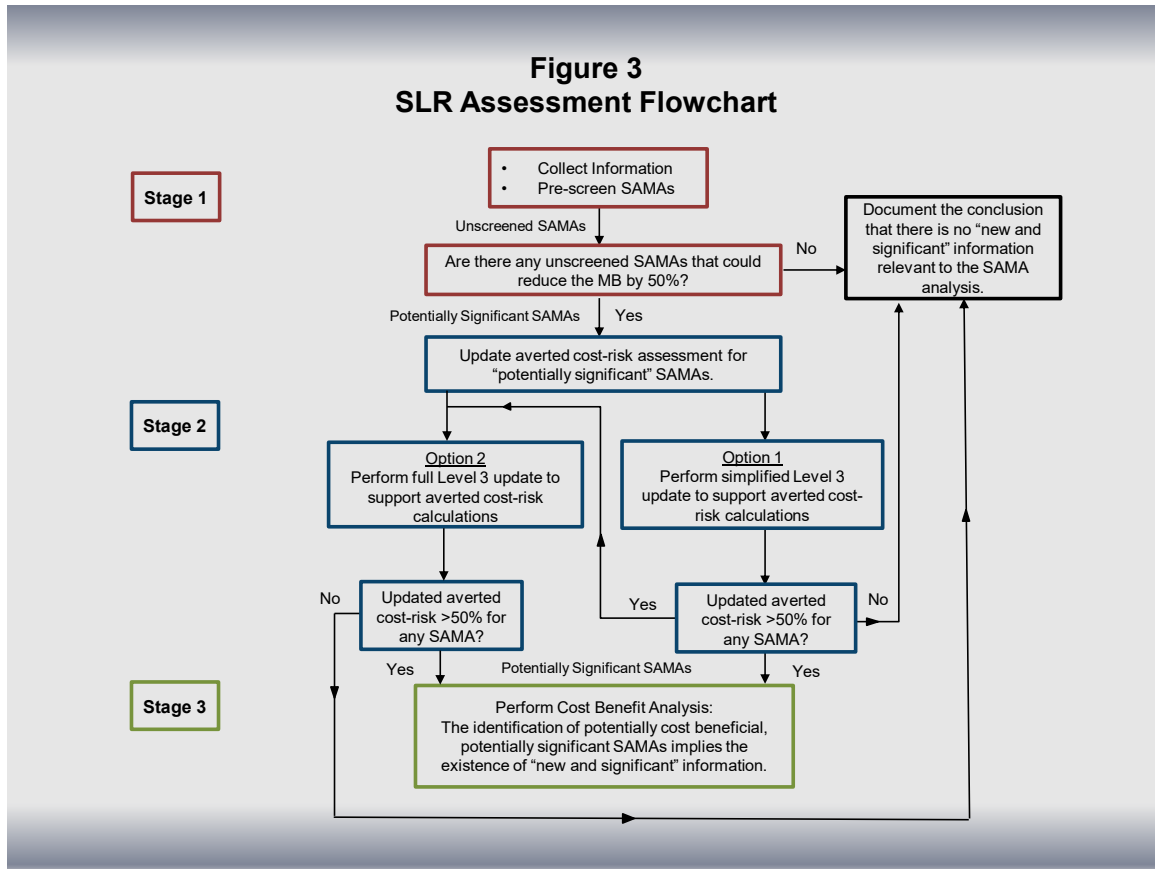 Figure 3
SLR Assessment Flowchart
Stage 1
• Collect Information
• Pre-screen SAMAs
Unscreened SAMAs
Are there any unscreened SAMAs that could
reduce the MB by 50%?
No
Document the conclusion
that there is no “new and
significant” information
relevant to the SAMA
analysis.
Potentially Significant SAMAs
Yes
Update averted cost-risk assessment for
“potentially significant” SAMAs.
Stage 2
Option 2
Perform full Level 3 update to
support averted cost-risk
calculations
Option 1
Perform simplified Level 3
update to support averted cost-
risk calculations
No
Updated averted
cost-risk >50% for
any SAMA?
Yes
Updated averted
cost-risk >50% for
any SAMA?
No
Yes
Potentially Significant SAMAs
Yes
Stage 3
Perform Cost Benefit Analysis:
The identification of potentially cost beneficial,
potentially significant SAMAs implies the
existence of “new and significant” information.